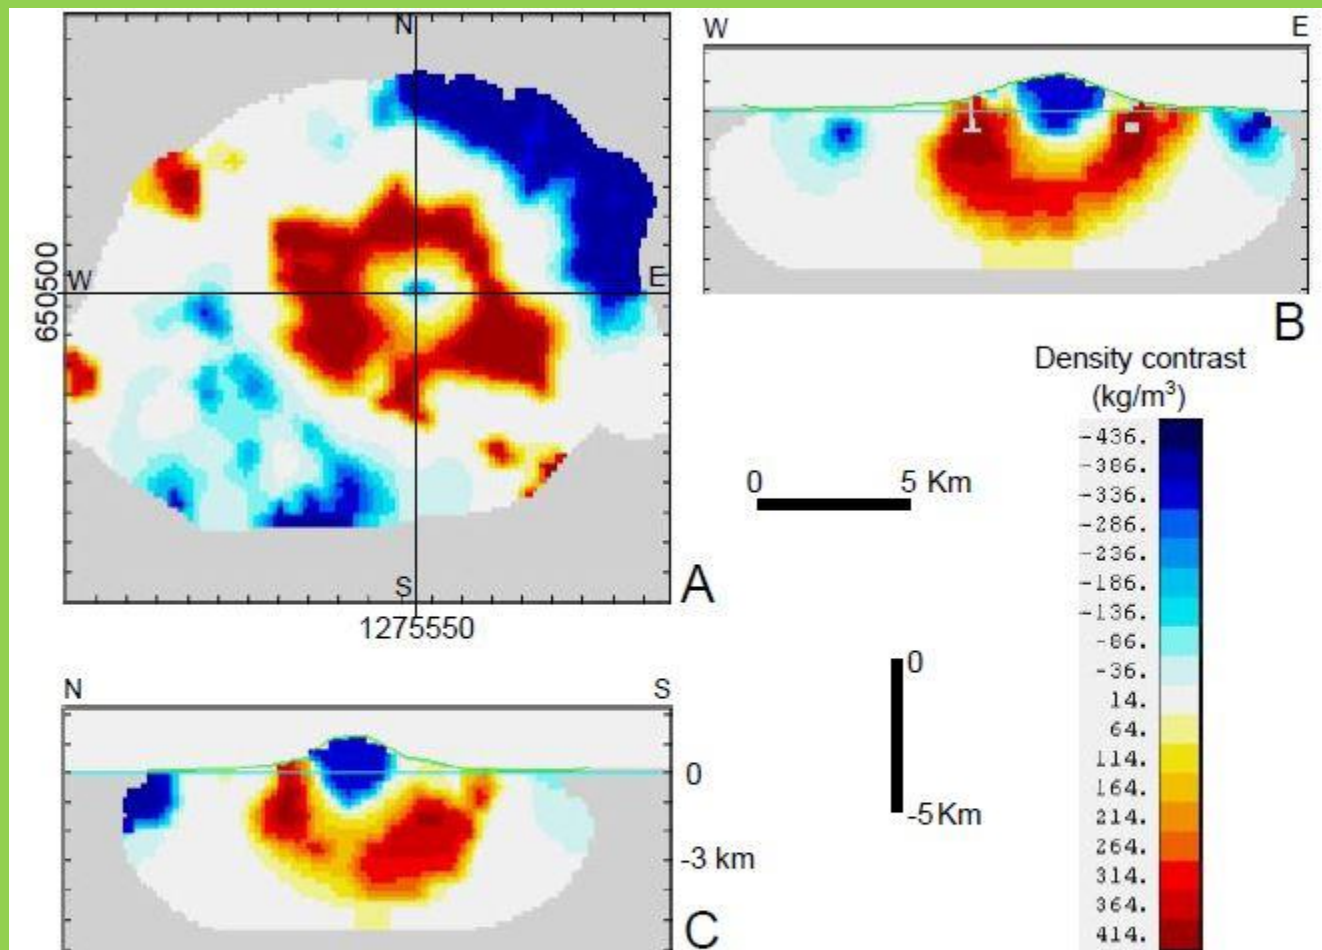 N
W
E
S
650500
1275550
A
W
E
B
Density contrast
(kg/m³)
-436.
-386.
-336.
-286.
-236.
-186.
-136.
-86.
-36.
14.
64.
114.
164.
214.
264.
314.
364.
414.
0 5 Km
0
-5Km
N
S
0
-3 km
C